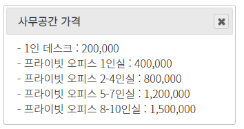 사무공간 가격
- 1인 데스크 : 200,000
- 프라이빗 오피스 1인실 : 400,000
- 프라이빗 오피스 2-4인실 : 800,000
- 프라이빗 오피스 5-7인실 : 1,200,000
- 프라이빗 오피스 8-10인실 : 1,500,000